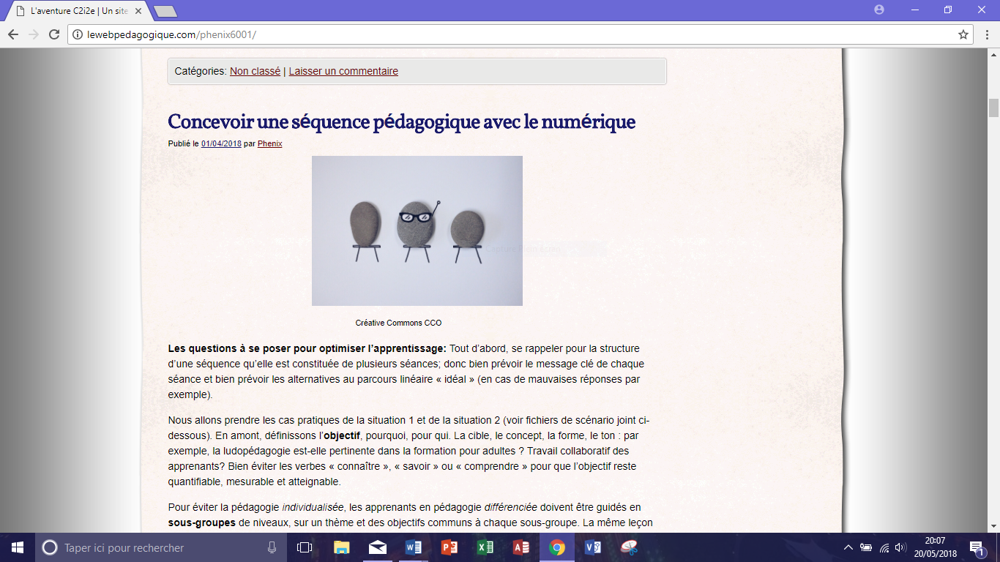 L'aventure C2i2e | Un site
lewebpedagogique.com/phenix6001/
Catégories: Non classé | Laisser un commentaire
Concevoir une séquence pédagogique avec le numérique
Publié le 01/04/2018 par Phenix
Capture Plein écran
Créative Commons CCO
Les questions à se poser pour optimiser l'apprentissage: Tout d'abord, se rappeler pour la structure
d'une séquence qu'elle est constituée de plusieurs séances; donc bien prévoir le message clé de chaque
séance et bien prévoir les alternatives au parcours linéaire « idéal » (en cas de mauvaises réponses par
exemple).
Nous allons prendre les cas pratiques de la situation 1 et de la situation 2 (voir fichiers de scénario joint ci-
dessous). En amont, définissons l'objectif, pourquoi, pour qui. La cible, le concept, la forme, le ton : par
exemple, la ludopédagogie est-elle pertinente dans la formation pour adultes ? Travail collaboratif des
apprenants? Bien éviter les verbes « connaître », « savoir » ou « comprendre » pour que l'objectif reste
quantifiable, mesurable et atteignable.
Pour éviter la pédagogie individualisée, les apprenants en pédagogie différenciée doivent être guidés en
sous-groupes de niveaux, sur un thème et des objectifs communs à chaque sous-groupe. La même leçon
Taper ici pour rechercher
20:07
20/05/2018
1